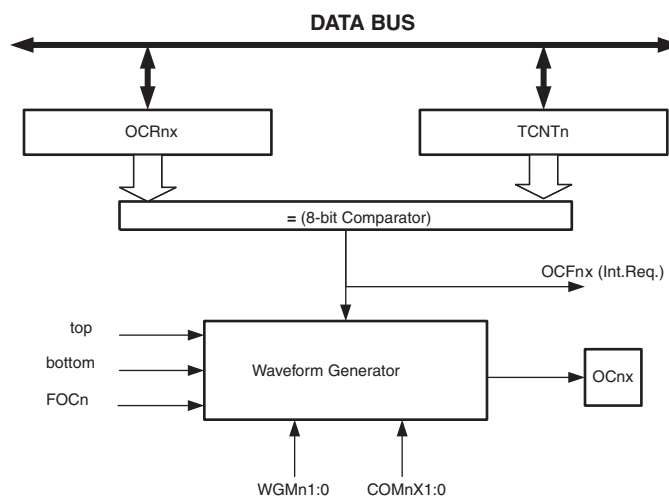 DATA BUS
OCRnx
TCNTn
= (8-bit Comparator)
OCFnx (Int.Req.)
top
bottom
FOCn
Waveform Generator
OCnx
WGMn1:0
COMnX1:0